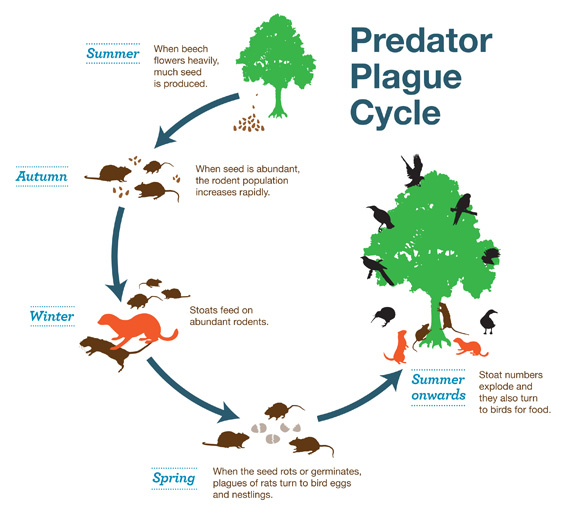 Predator
Plague
Cycle
Summer
When beech
flowers heavily,
much seed
is produced.
Autumn
When seed is abundant,
the rodent population
increases rapidly.
Winter
Stoats feed on
abundant rodents.
Spring
When the seed rots or germinates,
plagues of rats turn to bird eggs
and nestlings.
Summer
onwards
Stoat numbers
explode and
they also turn
to birds for food.